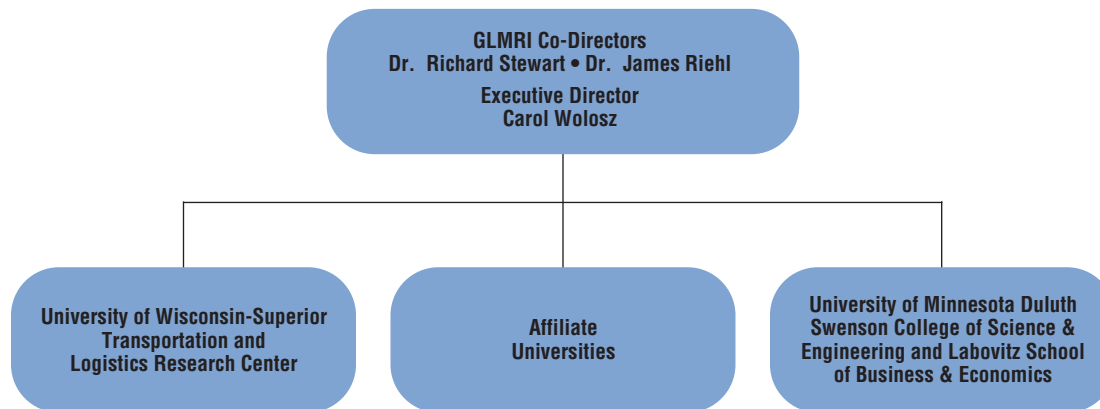 GLMRI Co-Directors
Dr. Richard Stewart • Dr. James Riehl
Executive Director
Carol Wolosz
University of Wisconsin-Superior
Transportation and
Logistics Research Center
Affiliate
Universities
University of Minnesota Duluth
Swenson College of Science &
Engineering and Labovitz School
of Business & Economics